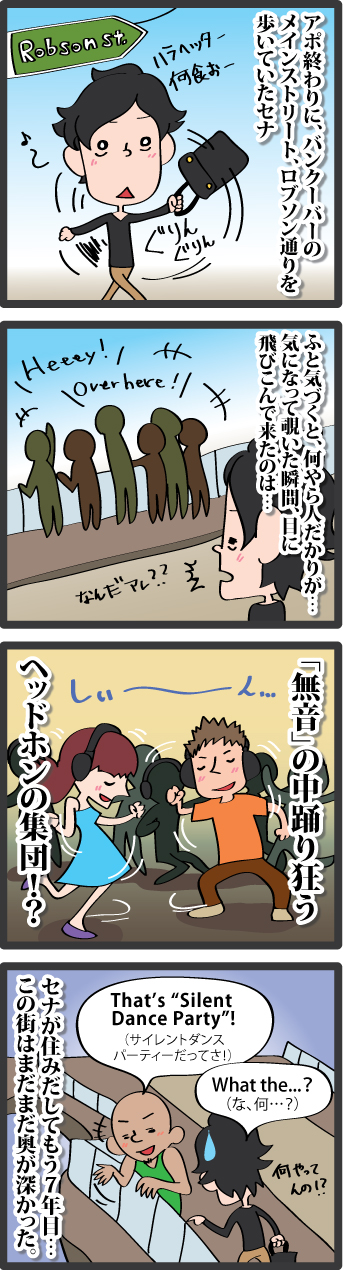 Robson st.
アポ終わりに、バンクーバーの
メインストリート、ロブソン通りを
歩いていたセナ
ハラヘッター
何食おー
ぐりん
ぐりん
ふと気づくと、何やら人だかりが…
気になって覗いた瞬間、目に
飛びこんで来たのは…
Heeey!
Over here!
なんだアレ??
「無音」の中踊り狂う
しぃーーーん…
ヘッドホンの集団!?
That's "Silent
Dance Party"!
(サイレントダンス
パーティーだってさ!)
What the...?
(な、何…?)
何やって
んの!?
セナが住みだしてもう7年目…
この街はまだまだ奥が深かった。